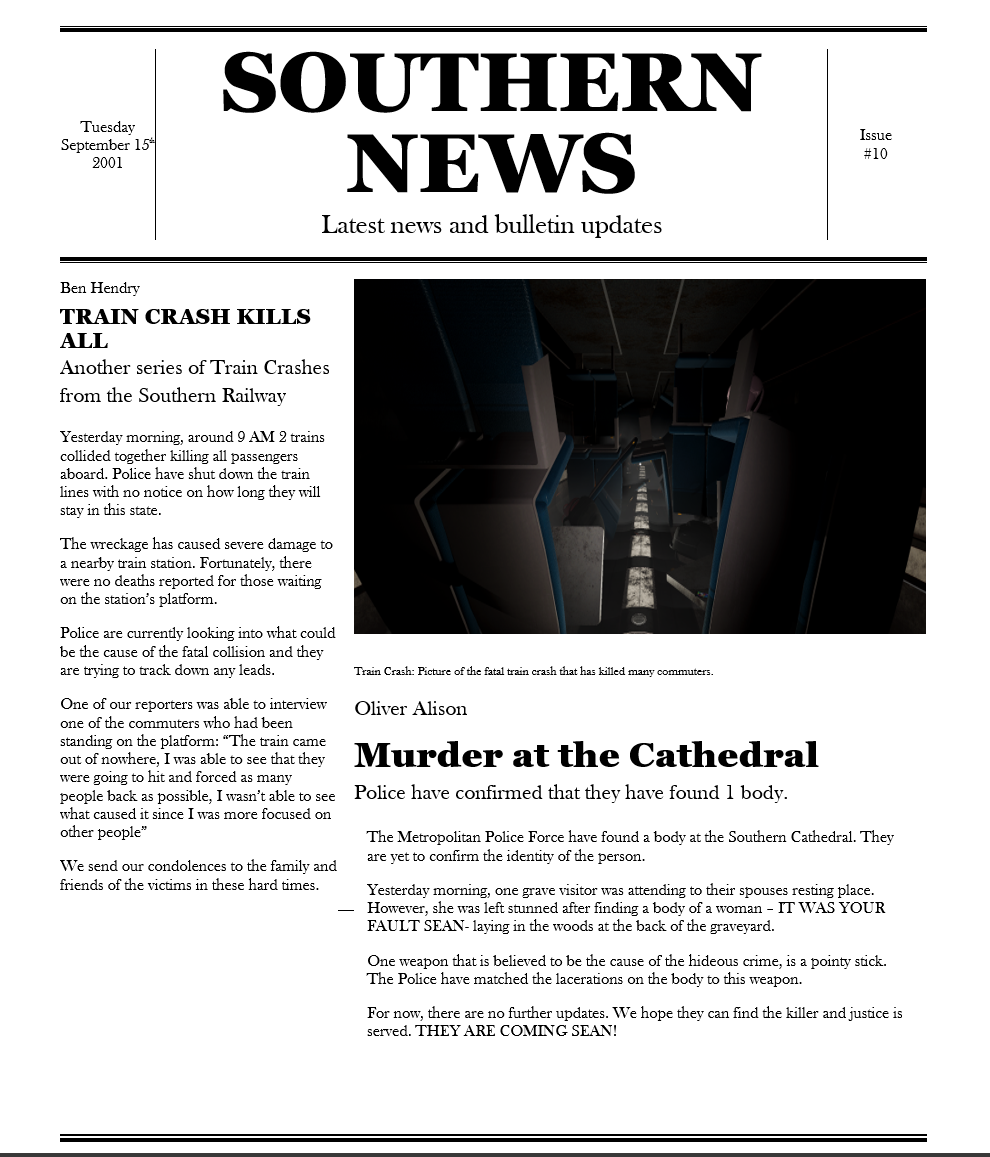 Tuesday
September 15th
2001
SOUTHERN
NEWS
Latest news and bulletin updates
Issue
#10
Ben Hendry
TRAIN CRASH KILLS
ALL
Another series of Train Crashes
from the Southern Railway
Yesterday morning, around 9 AM 2 trains
collided together killing all passengers
aboard. Police have shut down the train
lines with no notice on how long they will
stay in this state.
The wreckage has caused severe damage to
a nearby train station. Fortunately, there
were no deaths reported for those waiting
on the station’s platform.
Police are currently looking into what could
be the cause of the fatal collision and they
are trying to track down any leads.
One of our reporters was able to interview
one of the commuters who had been
standing on the platform: “The train came
out of nowhere, I was able to see that they
were going to hit and forced as many
people back as possible, I wasn’t able to see
what caused it since I was more focused on
other people”
We send our condolences to the family and
friends of the victims in these hard times.
Train Crash: Picture of the fatal train crash that has killed many commuters.
Oliver Alison
Murder at the Cathedral
Police have confirmed that they have found 1 body.
The Metropolitan Police Force have found a body at the Southern Cathedral. They
are yet to confirm the identity of the person.
Yesterday morning, one grave visitor was attending to their spouses resting place.
However, she was left stunned after finding a body of a woman – IT WAS YOUR
FAULT SEAN- laying in the woods at the back of the graveyard.
One weapon that is believed to be the cause of the hideous crime, is a pointy stick.
The Police have matched the lacerations on the body to this weapon.
For now, there are no further updates. We hope they can find the killer and justice is
served. THEY ARE COMING SEAN!